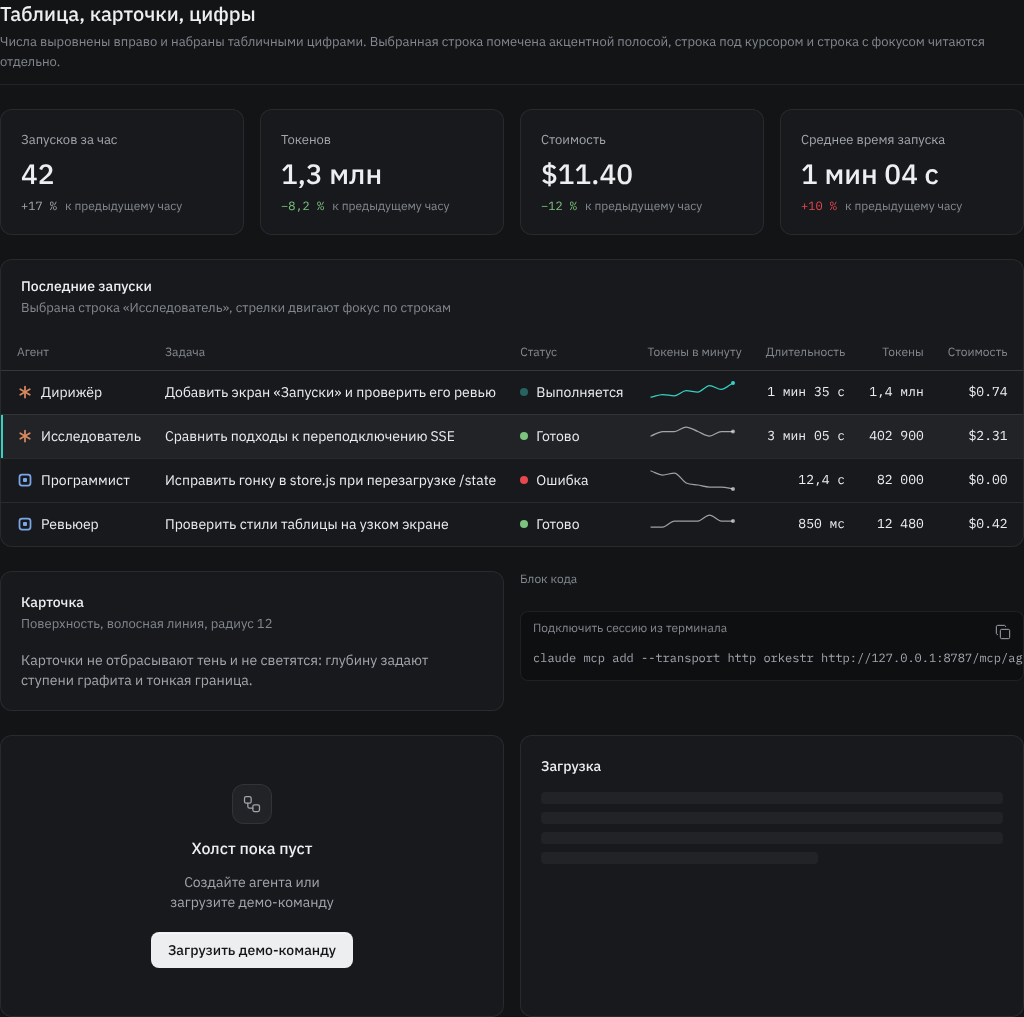 Таблица, карточки, цифры
Числа выровнены вправо и набраны табличными цифрами. Выбранная строка помечена акцентной полосой, строка под курсором и строка с фокусом читаются
отдельно.
Запусков за час
42
+17 % к предыдущему часу
Токенов
1,3 млн
−8,2 % к предыдущему часу
Стоимость
$11.40
−12 % к предыдущему часу
Среднее время запуска
1 мин 04 с
+10 % к предыдущему часу
Последние запуски
Выбрана строка «Исследователь», стрелки двигают фокус по строкам
Агент Задача Статус Токены в минуту Длительность Токены Стоимость
Дирижёр Добавить экран «Запуски» и проверить его ревью Выполняется 1 мин 35 с 1,4 млн $0.74
Исследователь Сравнить подходы к переподключению SSE Готово 3 мин 05 с 402 900 $2.31
Программист Исправить гонку в store.js при перезагрузке /state Ошибка 12,4 с 82 000 $0.00
Ревьюер Проверить стили таблицы на узком экране Готово 850 мс 12 480 $0.42
Карточка
Поверхность, волосная линия, радиус 12
Карточки не отбрасывают тень и не светятся: глубину задают
ступени графита и тонкая граница.
Блок кода
Подключить сессию из терминала
claude mcp add --transport http orkestr http://127.0.0.1:8787/mcp/ag
Холст пока пуст
Создайте агента или
загрузите демо-команду
Загрузить демо-команду
Загрузка